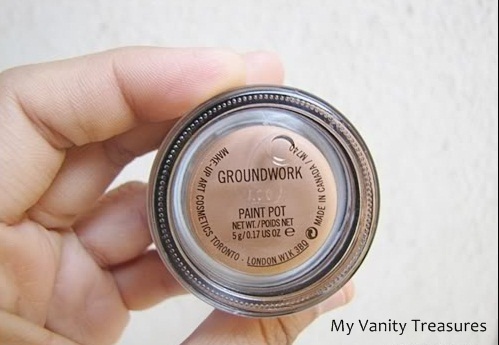 GROUNDWORK
PAINT POT
NET WT. / POIDS NET
5 g / 0.17 US OZ e
MAKE-UP ART COSMETICS TORONTO - LONDON W1K 3BQ
MADE IN CANADA / M740
My Vanity Treasures